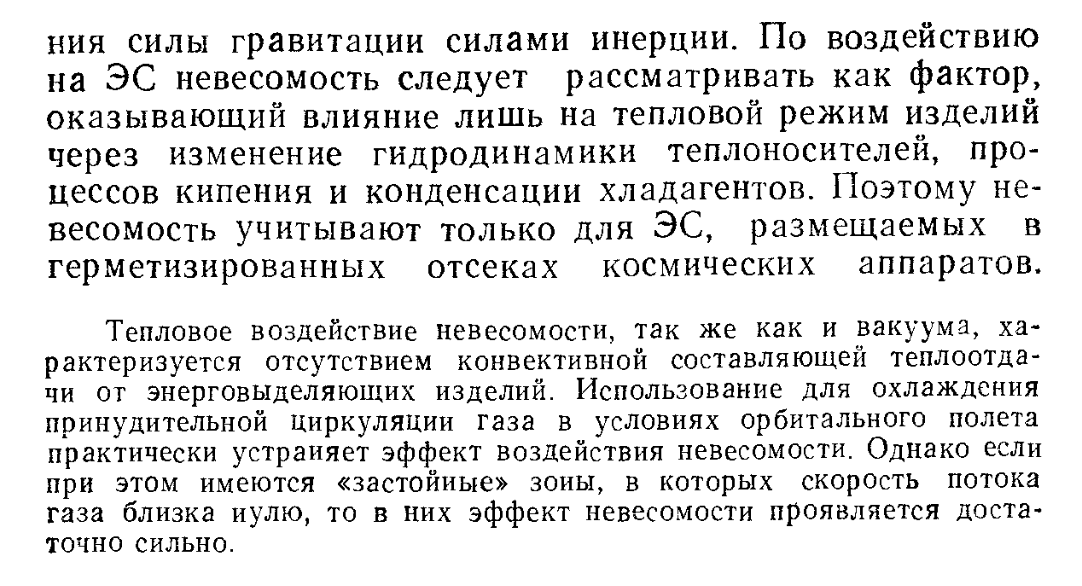 ния силы гравитации силами инерции. По воздействию
на ЭС невесомость следует рассматривать как фактор,
оказывающий влияние лишь на тепловой режим изделий
через изменение гидродинамики теплоносителей, про-
цессов кипения и конденсации хладагентов. Поэтому не-
весомость учитывают только для ЭС, размещаемых в
герметизированных отсеках космических аппаратов.
Тепловое воздействие невесомости, так же как и вакуума, ха-
рактеризуется отсутствием конвективной составляющей теплоотда-
чи от энерговыделяющих изделий. Использование для охлаждения
принудительной циркуляции газа в условиях орбитального полета
практически устраняет эффект воздействия невесомости. Однако если
при этом имеются «застойные» зоны, в которых скорость потока
газа близка нулю, то в них эффект невесомости проявляется доста-
точно сильно.